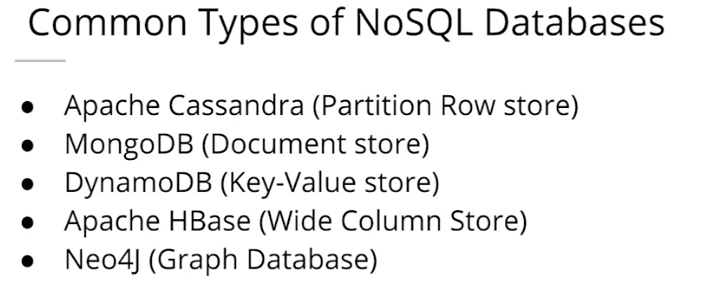 Common Types of NoSQL Databases
● Apache Cassandra (Partition Row store)
● MongoDB (Document store)
● DynamoDB (Key-Value store)
● Apache HBase (Wide Column Store)
● Neo4J (Graph Database)